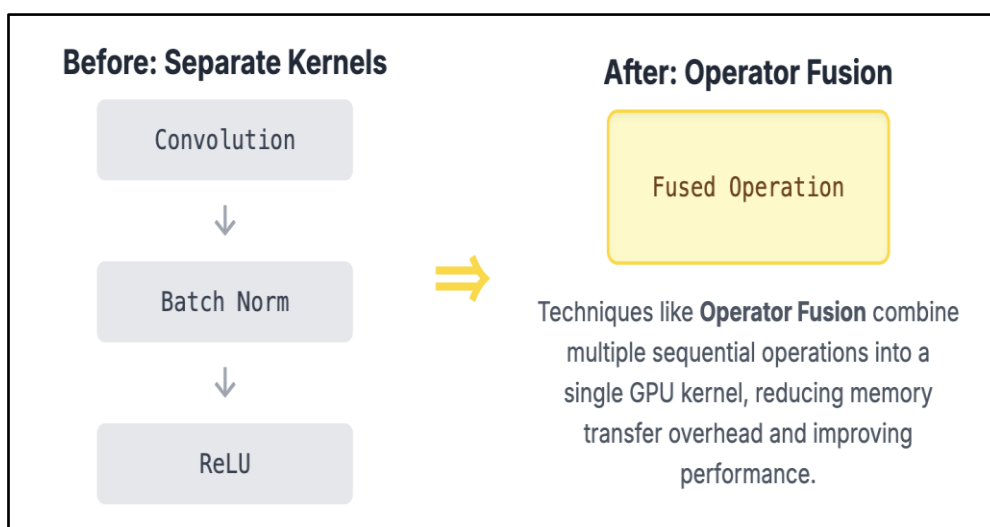 Before: Separate Kernels
Convolution
↓
Batch Norm
↓
ReLU
⇒
After: Operator Fusion
Fused Operation
Techniques like Operator Fusion combine
multiple sequential operations into a
single GPU kernel, reducing memory
transfer overhead and improving
performance.